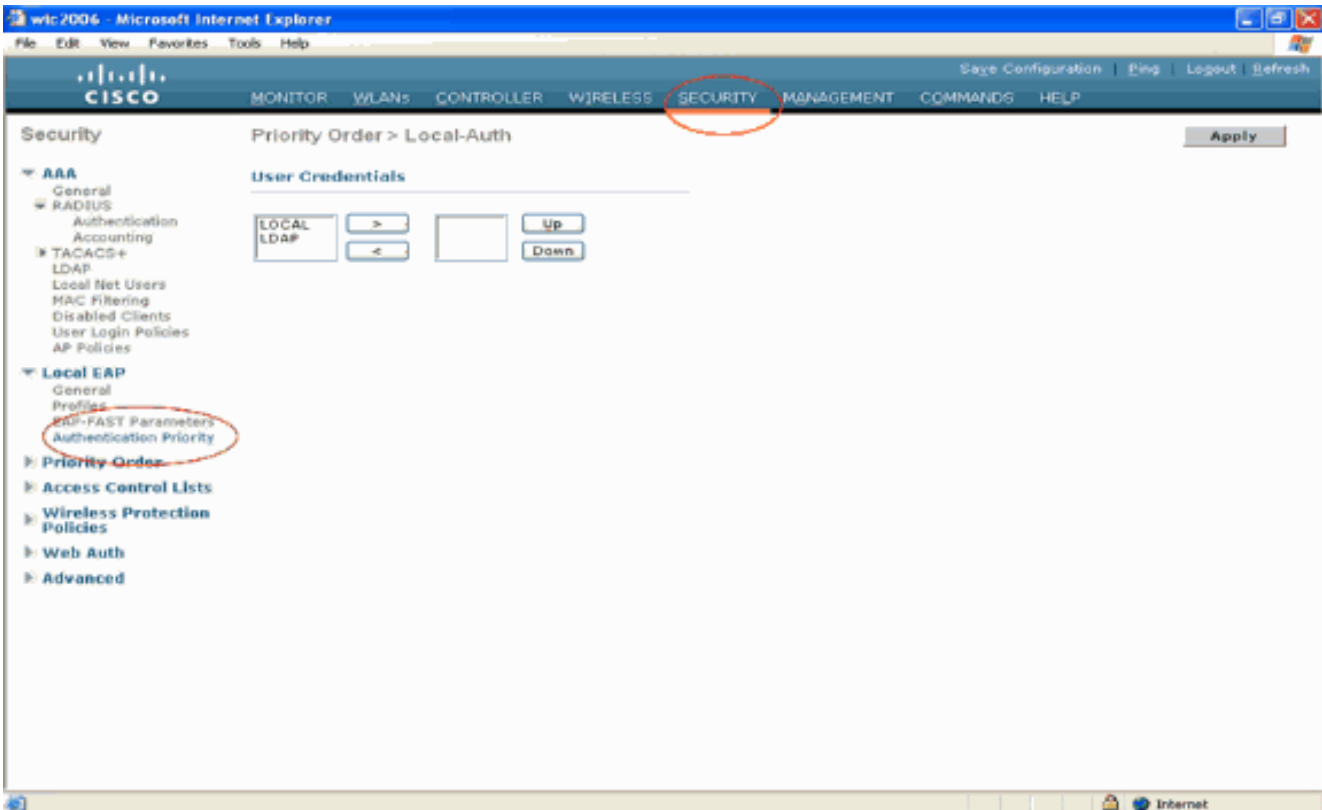 wlc2006 - Microsoft Internet Explorer
File Edit View Favorites Tools Help
Save Configuration | Ping | Logout | Refresh
CISCO
MONITOR WLANs CONTROLLER WIRELESS SECURITY MANAGEMENT COMMANDS HELP
Security
Priority Order > Local-Auth
Apply
AAA
General
RADIUS
Authentication
Accounting
TACACS+
LDAP
Local Net Users
MAC Filtering
Disabled Clients
User Login Policies
AP Policies
Local EAP
General
Profiles
EAP-FAST Parameters
Authentication Priority
Priority Order
Access Control Lists
Wireless Protection
Policies
Web Auth
Advanced
User Credentials
LOCAL
LDAP
>
<
Up
Down
Internet